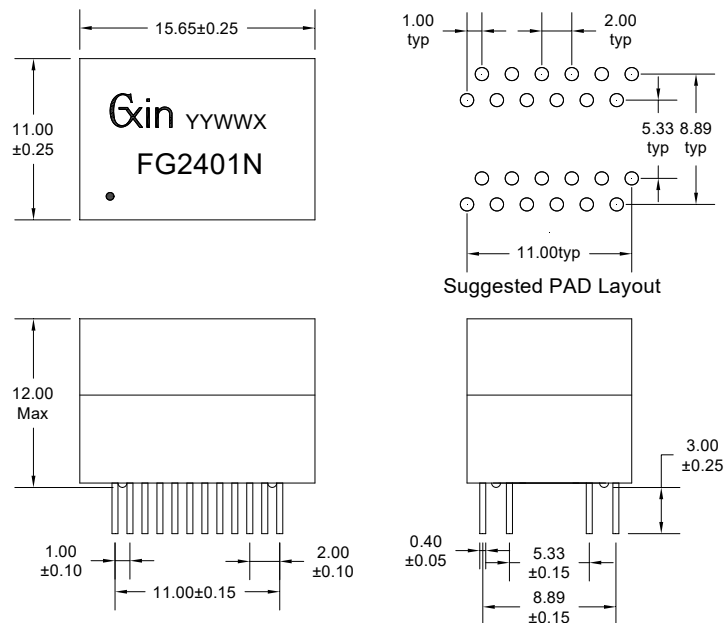 15.65±0.25
11.00
±0.25
Gxin YYWWX
FG2401N
1.00
typ
2.00
typ
5.33
typ
8.89
typ
11.00typ
Suggested PAD Layout
12.00
Max
1.00
±0.10
2.00
±0.10
11.00±0.15
3.00
±0.25
0.40
±0.05
5.33
±0.15
8.89
±0.15